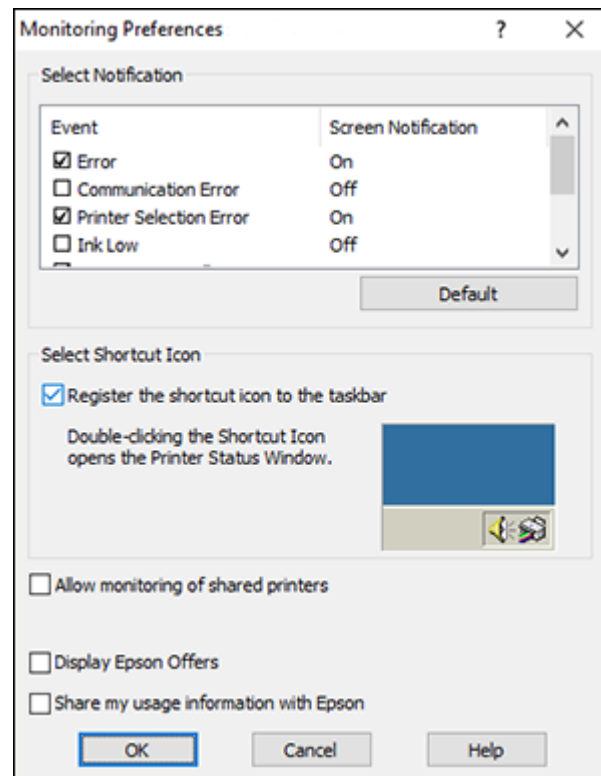 Monitoring Preferences ? ×
Select Notification
Event Screen Notification
Error On
Communication Error Off
Printer Selection Error On
Ink Low Off
Default
Select Shortcut Icon
Register the shortcut icon to the taskbar
Double-clicking the Shortcut Icon
opens the Printer Status Window.
Allow monitoring of shared printers
Display Epson Offers
Share my usage information with Epson
OK Cancel Help